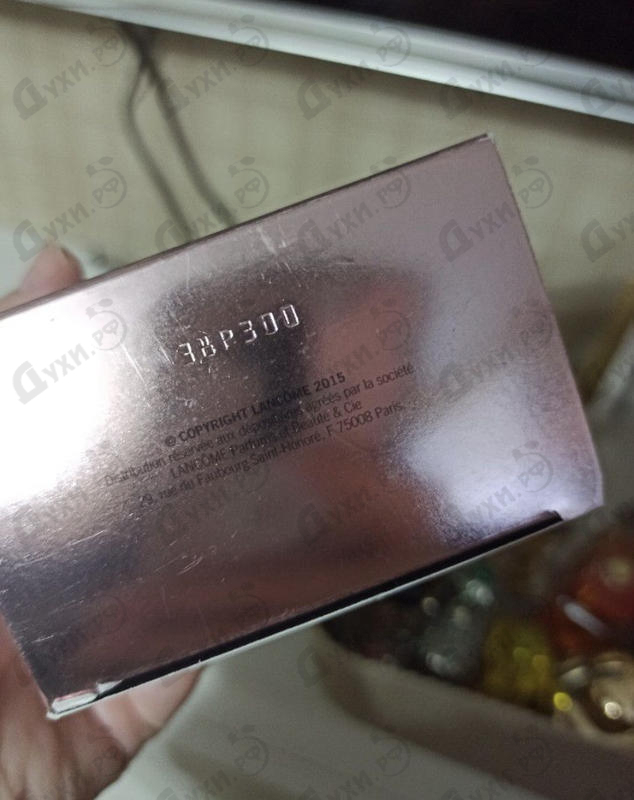 3BP300
© COPYRIGHT LANCÔME 2015
Distribution réservée aux dépositaires agréés par la société
LANCÔME Parfums et Beauté & Cie
29, rue du Faubourg Saint-Honoré, F.75008 Paris.
Духи.рф